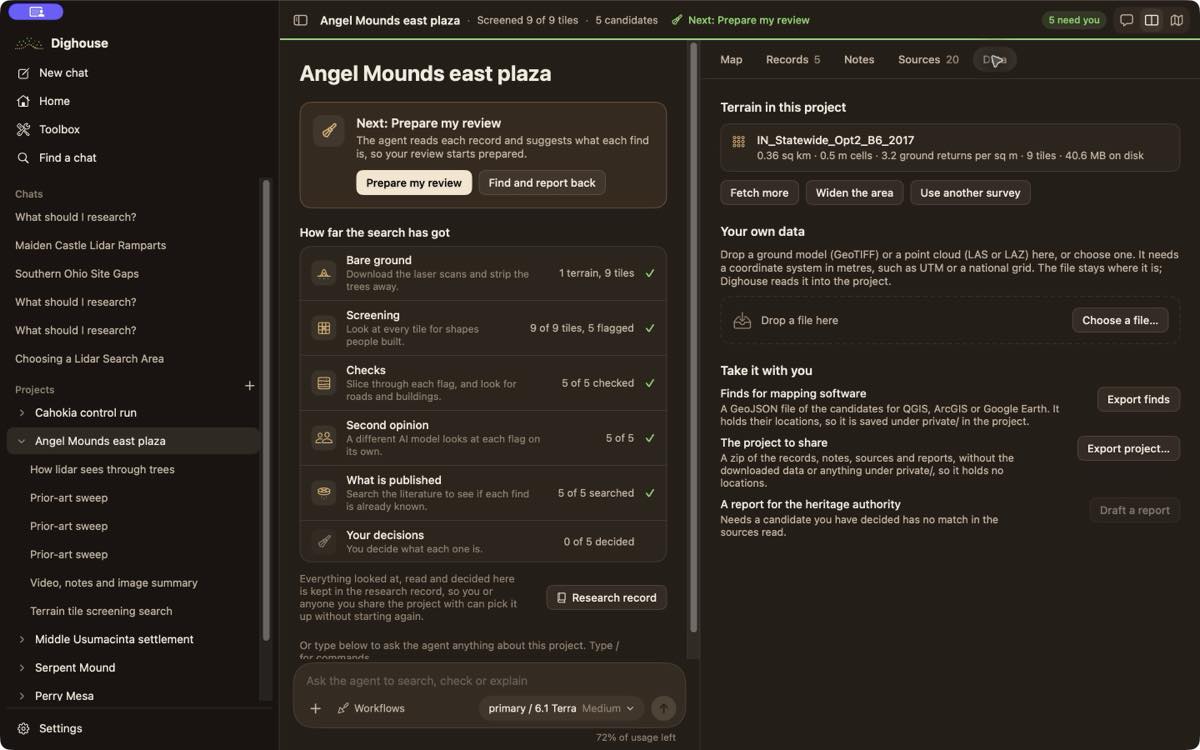 Dighouse
New chat
Home
Toolbox
Find a chat
Chats
What should I research?
Maiden Castle Lidar Ramparts
Southern Ohio Site Gaps
What should I research?
What should I research?
Choosing a Lidar Search Area
Projects
Cahokia control run
Angel Mounds east plaza
How lidar sees through trees
Prior-art sweep
Prior-art sweep
Prior-art sweep
Video, notes and image summary
Terrain tile screening search
Middle Usumacinta settlement
Serpent Mound
Perry Mesa
Settings
Angel Mounds east plaza · Screened 9 of 9 tiles · 5 candidates Next: Prepare my review 5 need you
Angel Mounds east plaza
Next: Prepare my review
The agent reads each record and suggests what each find
is, so your review starts prepared.
Prepare my review Find and report back
How far the search has got
Bare ground
Download the laser scans and strip the
trees away.
1 terrain, 9 tiles
Screening
Look at every tile for shapes
people built.
9 of 9 tiles, 5 flagged
Checks
Slice through each flag, and look for
roads and buildings.
5 of 5 checked
Second opinion
A different AI model looks at each flag on
its own.
5 of 5
What is published
Search the literature to see if each find
is already known.
5 of 5 searched
Your decisions
You decide what each one is.
0 of 5 decided
Everything looked at, read and decided here
is kept in the research record, so you or
anyone you share the project with can pick it
up without starting again.
Research record
Or type below to ask the agent anything about this project. Type /
for commands
Ask the agent to search, check or explain
Workflows primary / 6.1 Terra Medium
72% of usage left
Map Records 5 Notes Sources 20
Terrain in this project
IN_Statewide_Opt2_B6_2017
0.36 sq km · 0.5 m cells · 3.2 ground returns per sq m · 9 tiles · 40.6 MB on disk
Fetch more Widen the area Use another survey
Your own data
Drop a ground model (GeoTIFF) or a point cloud (LAS or LAZ) here, or choose one. It needs
a coordinate system in metres, such as UTM or a national grid. The file stays where it is;
Dighouse reads it into the project.
Drop a file here Choose a file...
Take it with you
Finds for mapping software
A GeoJSON file of the candidates for QGIS, ArcGIS or Google Earth. It
holds their locations, so it is saved under private/ in the project.
Export finds
The project to share
A zip of the records, notes, sources and reports, without the
downloaded data or anything under private/, so it holds no
locations.
Export project...
A report for the heritage authority
Needs a candidate you have decided has no match in the
sources read.
Draft a report